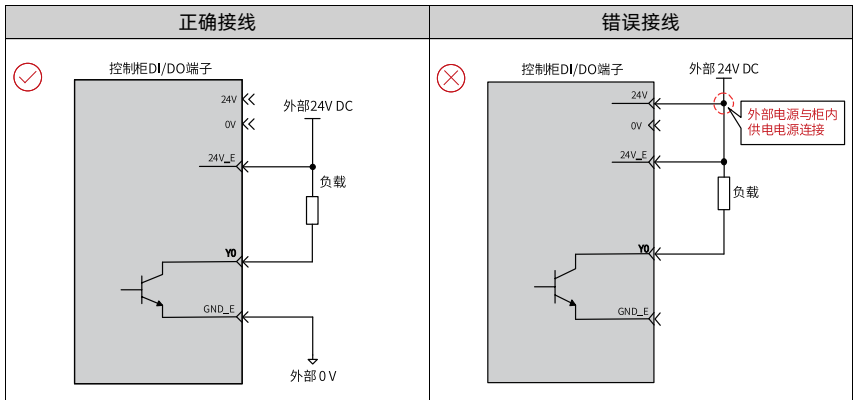 正确接线
错误接线
控制柜DI/DO端子
24V
0V
外部24V DC
24V_E
负载
Y0
GND_E
外部0 V
控制柜DI/DO端子
外部 24V DC
24V
外部电源与柜内
供电电源连接
0V
24V_E
负载
Y0
GND_E